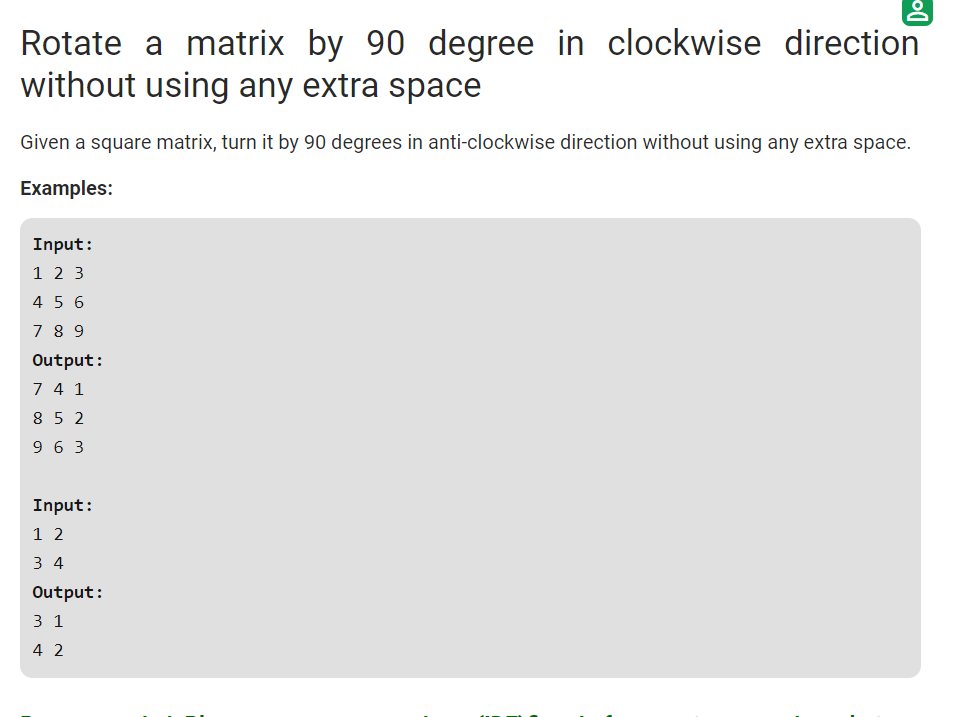 Rotate a matrix by 90 degree in clockwise direction
without using any extra space
Given a square matrix, turn it by 90 degrees in anti-clockwise direction without using any extra space.
Examples:
Input:
1 2 3
4 5 6
7 8 9
Output:
7 4 1
8 5 2
9 6 3
Input:
1 2
3 4
Output:
3 1
4 2